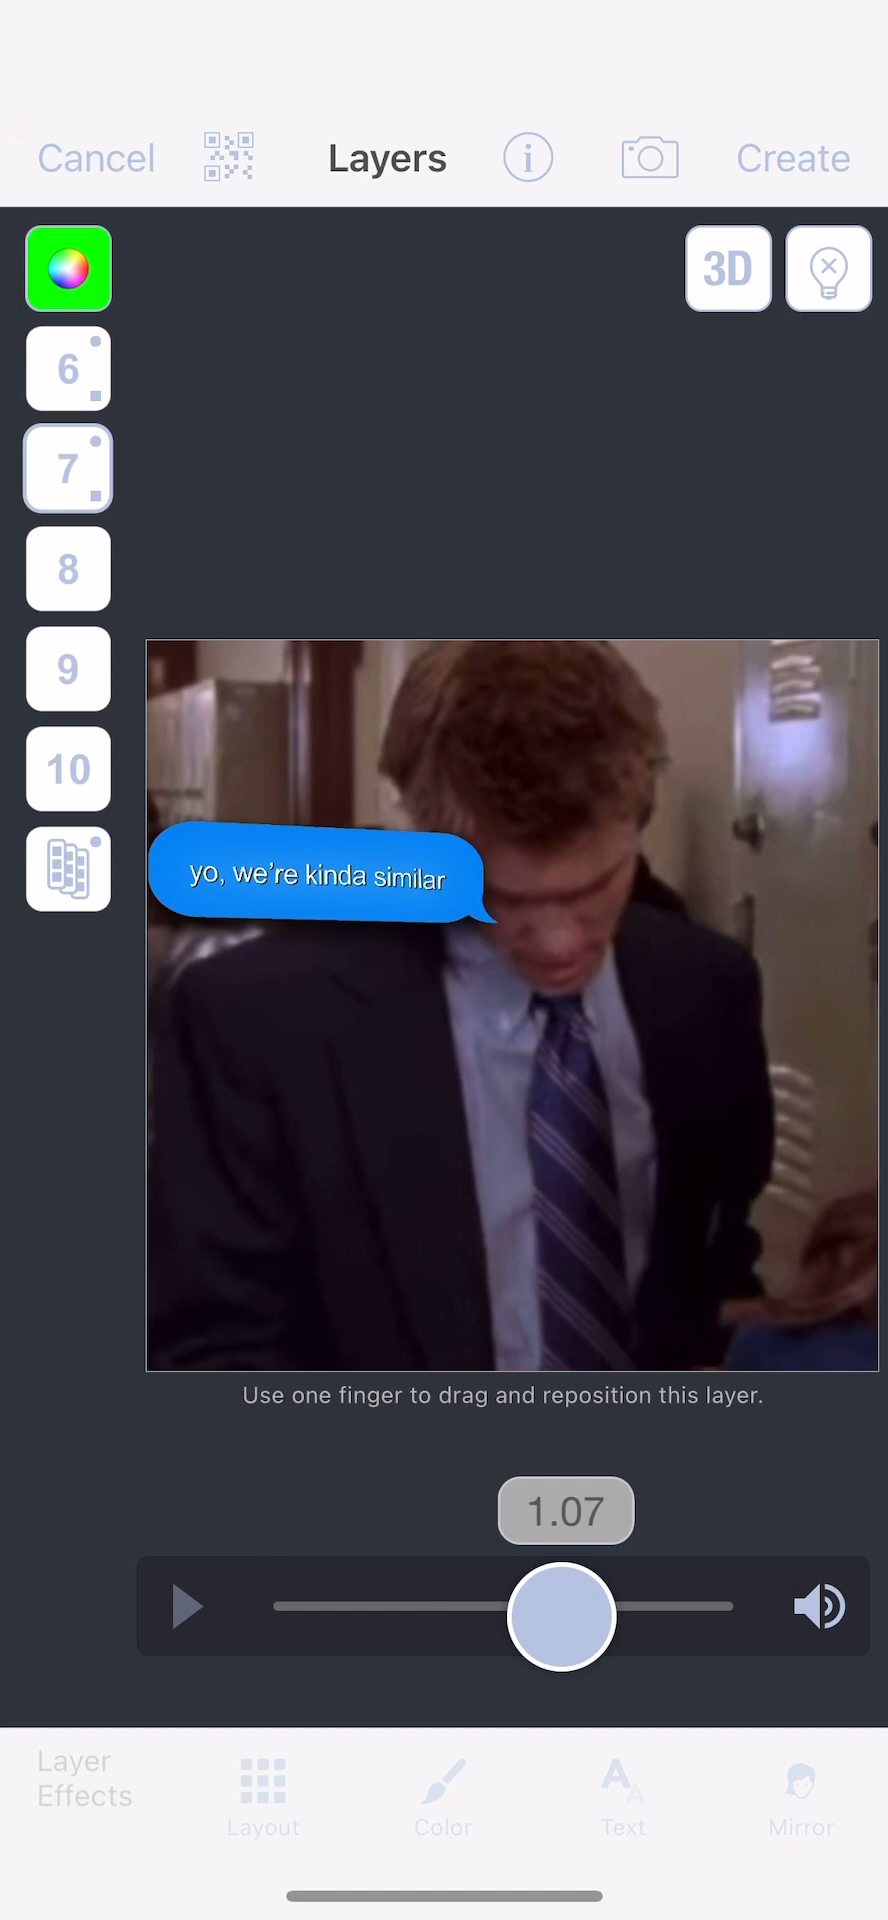 Cancel
Layers
i
Create
3D
6
7
8
9
10
yo, we’re kinda similar
Use one finger to drag and reposition this layer.
1.07
Layer
Effects
Layout
Color
Text
Mirror